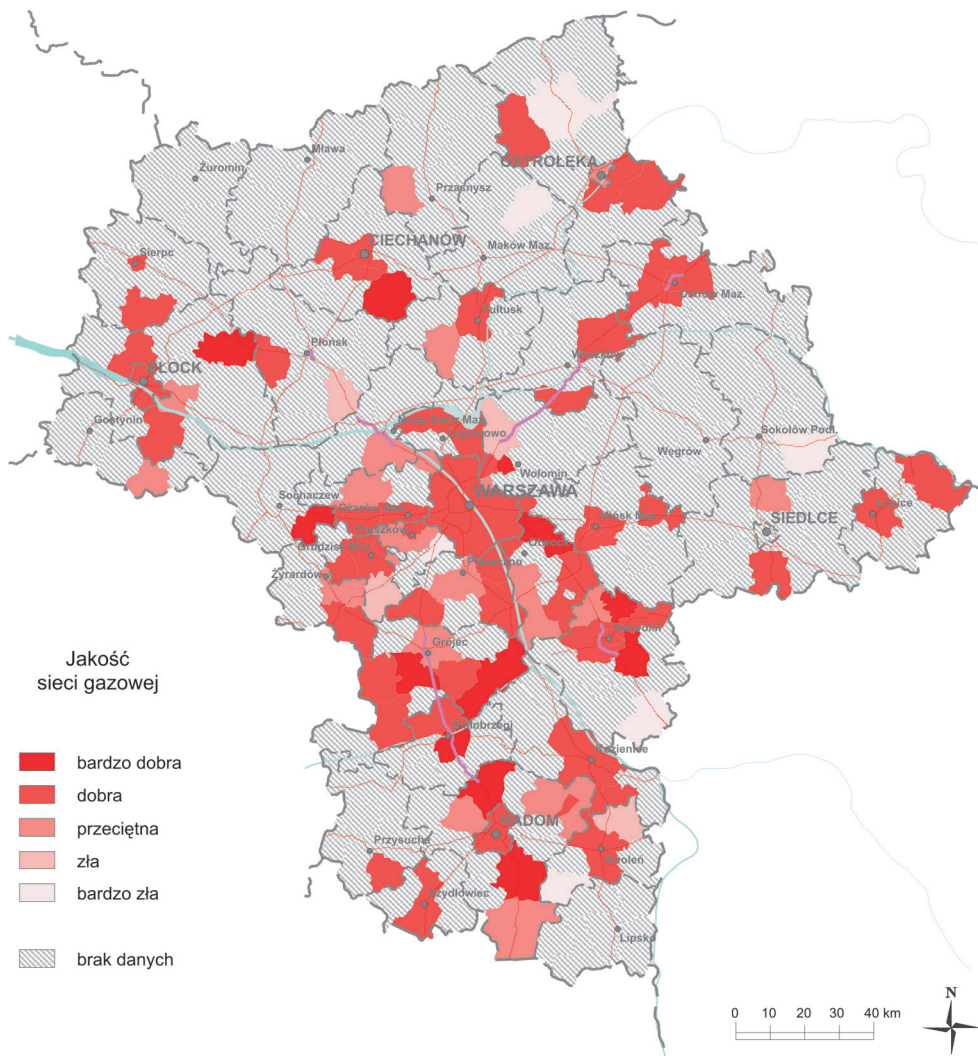 Mława
Żuromin
OSTROŁĘKA
Przasnysz
CIECHANÓW
Maków Maz.
Sierpc
Ostrów Maz.
Pułtusk
Płońsk
Wyszków
PŁOCK
Gostynin
Nowy Dwór Maz.
Legionowo
Sokołów Podl.
Węgrów
Wołomin
WARSZAWA
Sochaczew
Ożarów Maz.
Mińsk Maz.
Łosice
SIEDLCE
Pruszków
Otwock
Grodzisk Maz.
Piaseczno
Żyrardów
Garwolin
Grójec
Jakość
sieci gazowej
Białobrzegi
Kozienice
bardzo dobra
dobra
RADOM
przeciętna
Przysucha
Zwoleń
zła
bardzo zła
Szydłowiec
Lipsko
brak danych
N
0 10 20 30 40 km